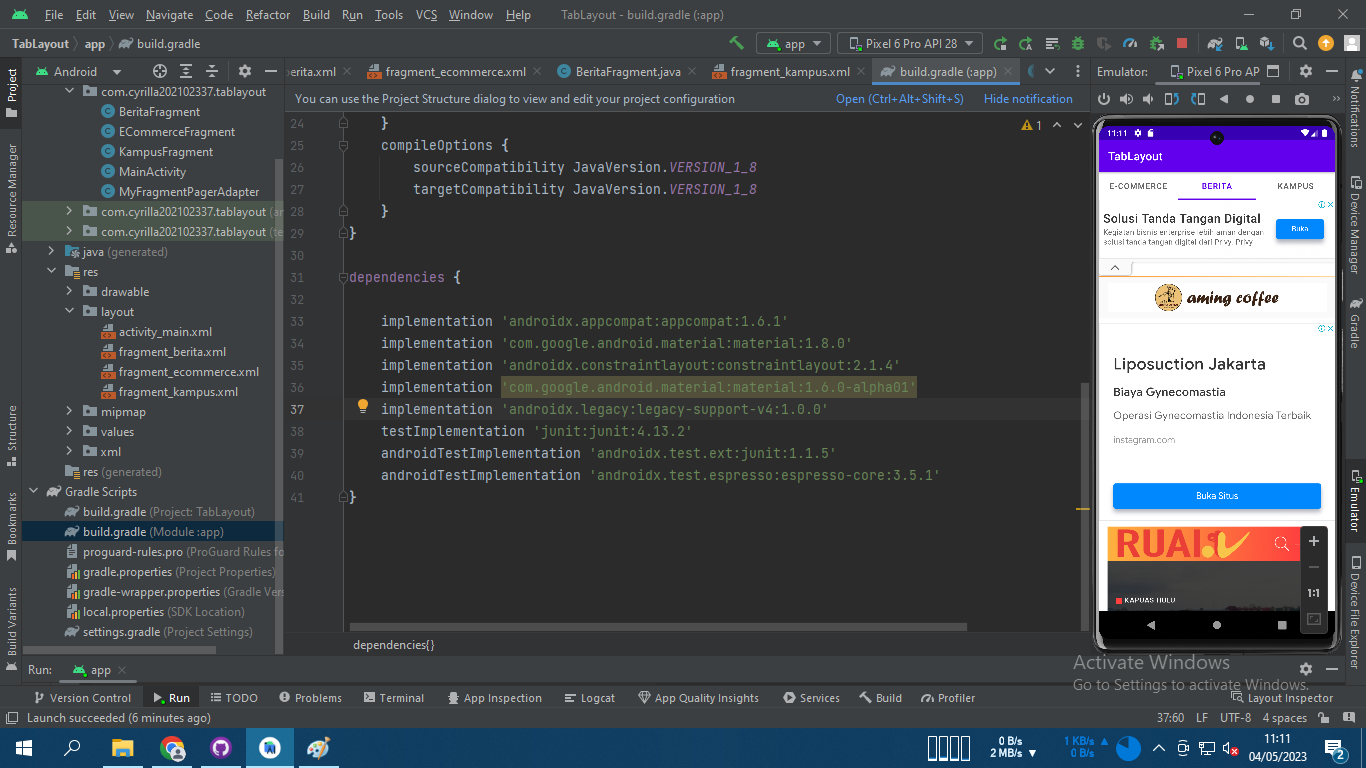 File Edit View Navigate Code Refactor Build Run Tools VCS Window Help TabLayout - build.gradle (:app)
TabLayout app build.gradle app Pixel 6 Pro API 28
Project
Resource Manager
Structure
Bookmarks
Build Variants
Android
com.cyrilla202102337.tablayout
BeritaFragment
ECommerceFragment
KampusFragment
MainActivity
MyFragmentPagerAdapter
com.cyrilla202102337.tablayout (an
com.cyrilla202102337.tablayout (te
java (generated)
res
drawable
layout
activity_main.xml
fragment_berita.xml
fragment_ecommerce.xml
fragment_kampus.xml
mipmap
values
xml
res (generated)
Gradle Scripts
build.gradle (Project: TabLayout)
build.gradle (Module :app)
proguard-rules.pro (ProGuard Rules fo
gradle.properties (Project Properties)
gradle-wrapper.properties (Gradle Vers
local.properties (SDK Location)
settings.gradle (Project Settings)
berita.xml fragment_ecommerce.xml BeritaFragment.java fragment_kampus.xml build.gradle (:app)
You can use the Project Structure dialog to view and edit your project configuration Open (Ctrl+Alt+Shift+S) Hide notification
1
24 }
25 compileOptions {
26 sourceCompatibility JavaVersion.VERSION_1_8
27 targetCompatibility JavaVersion.VERSION_1_8
28 }
29 }
30
31 dependencies {
32
33 implementation 'androidx.appcompat:appcompat:1.6.1'
34 implementation 'com.google.android.material:material:1.8.0'
35 implementation 'androidx.constraintlayout:constraintlayout:2.1.4'
36 implementation 'com.google.android.material:material:1.6.0-alpha01'
37 implementation 'androidx.legacy:legacy-support-v4:1.0.0'
38 testImplementation 'junit:junit:4.13.2'
39 androidTestImplementation 'androidx.test.ext:junit:1.1.5'
40 androidTestImplementation 'androidx.test.espresso:espresso-core:3.5.1'
41 }
dependencies{}
Emulator: Pixel 6 Pro AP
11:11
TabLayout
E-COMMERCE BERITA KAMPUS
Solusi Tanda Tangan Digital
Kegiatan bisnis enterprise lebih aman dengan
solusi tanda tangan digital dari Privy. Privy
Buka
aming coffee
Liposuction Jakarta
Biaya Gynecomastia
Operasi Gynecomastia Indonesia Terbaik
instagram.com
Buka Situs
RUAI.TV
KAPUAS HULU
1:1
Notifications
Device Manager
Gradle
Emulator
Device File Explorer
Run: app
Activate Windows
Go to Settings to activate Windows.
Version Control Run TODO Problems Terminal App Inspection Logcat App Quality Insights Services Build Profiler Layout Inspector
Launch succeeded (6 minutes ago) 37:60 LF UTF-8 4 spaces
0 B/s
2 MB/s
1 KB/s
0 B/s
11:11
04/05/2023
2